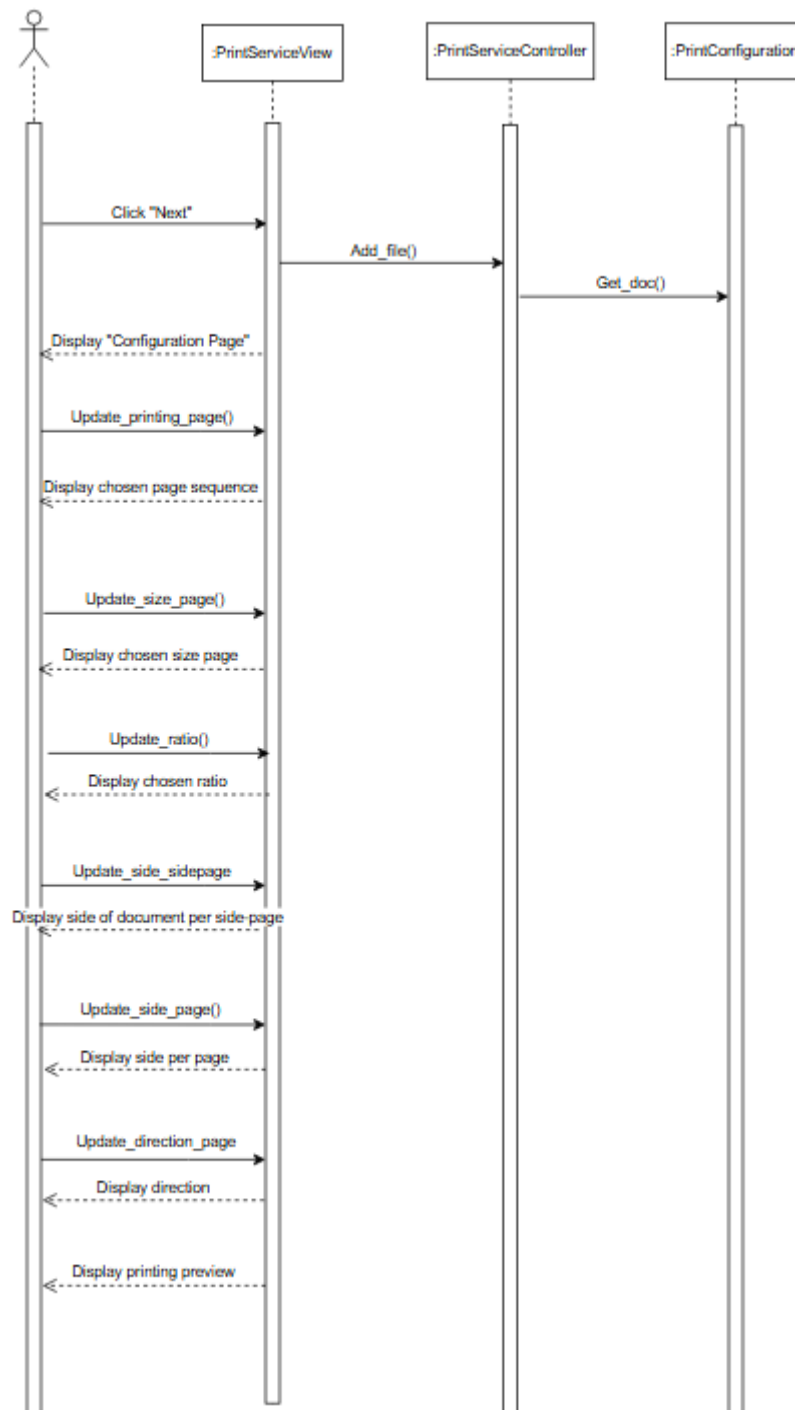 :PrintServiceView
:PrintServiceController
:PrintConfiguration
Click "Next"
Add_file()
Get_doc()
Display "Configuration Page"
Update_printing_page()
Display chosen page sequence
Update_size_page()
Display chosen size page
Update_ratio()
Display chosen ratio
Update_side_sidepage
Display side of document per side-page
Update_side_page()
Display side per page
Update_direction_page
Display direction
Display printing preview